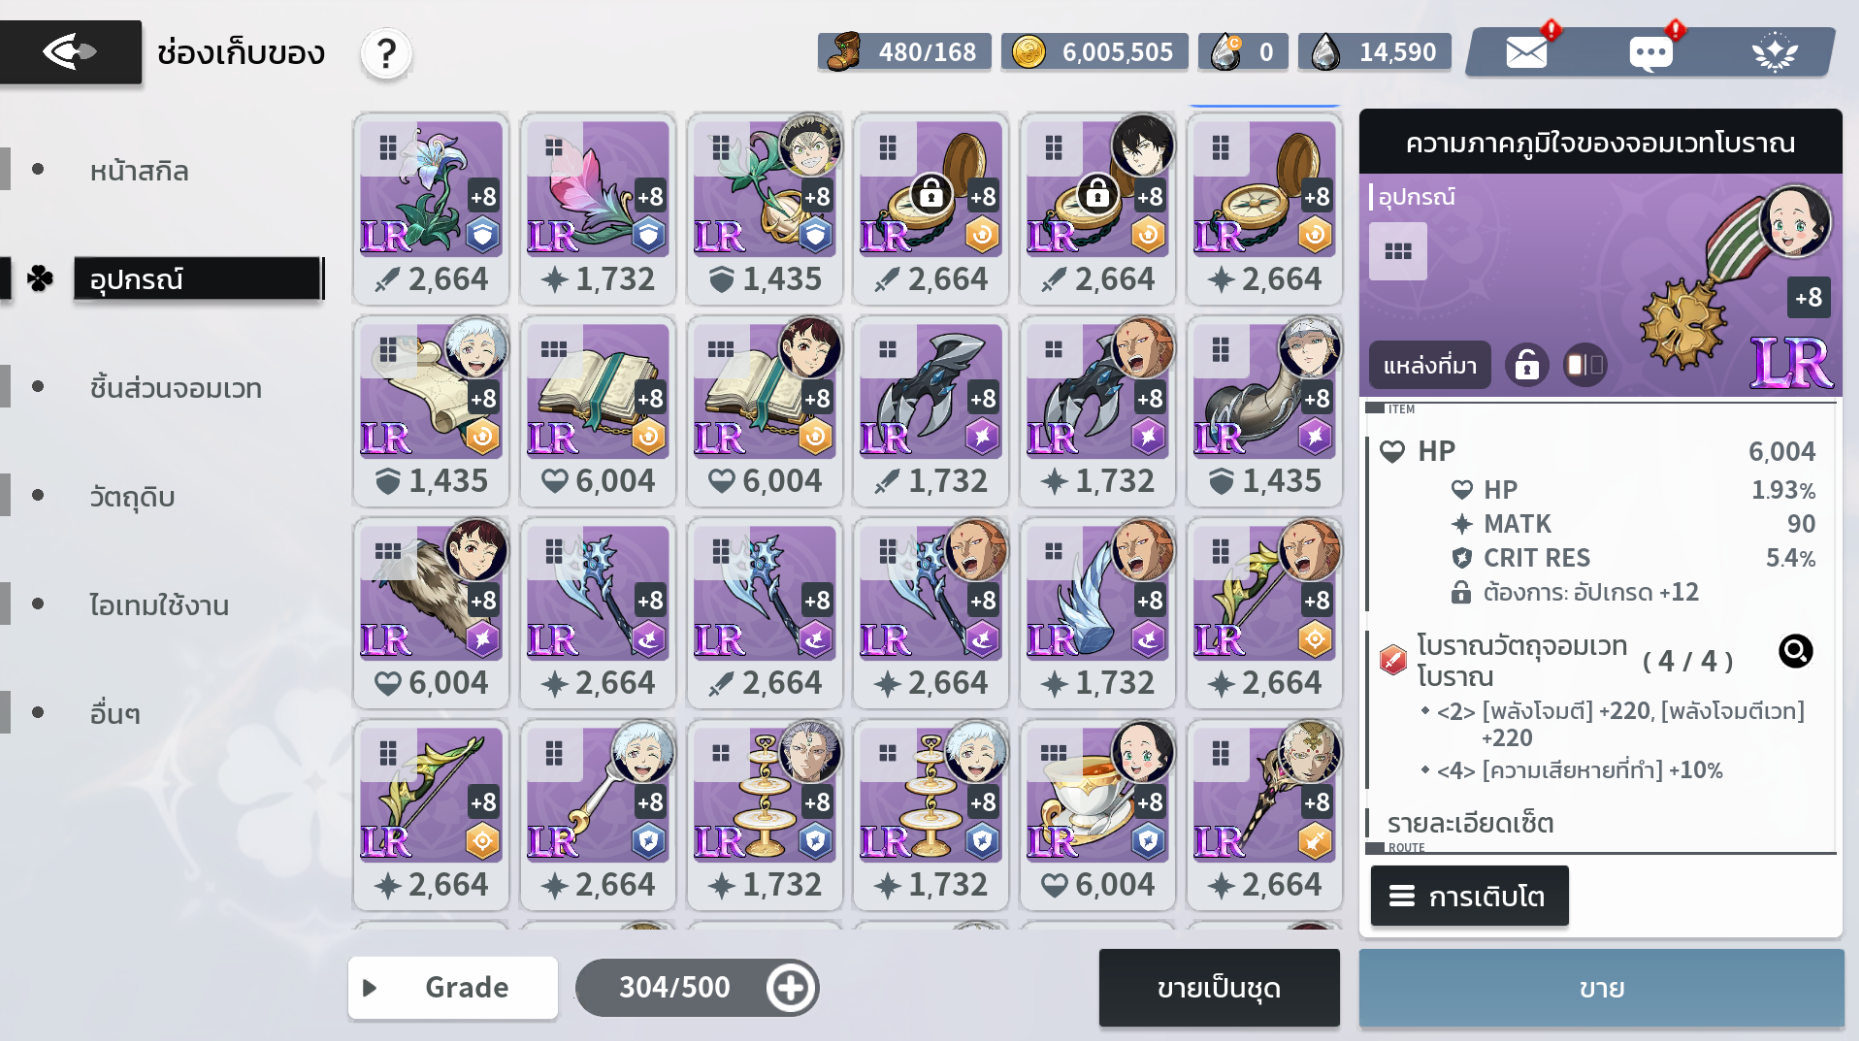 ช่องเก็บของ
?
480/168
6,005,505
0
14,590
หน้าสกิล
อุปกรณ์
ชิ้นส่วนจอมเวท
วัตถุดิบ
ไอเทมใช้งาน
อื่นๆ
+8 +8 +8 +8 +8 +8
LR LR LR LR LR LR
2,664 1,732 1,435 2,664 2,664 2,664
+8 +8 +8 +8 +8 +8
LR LR LR LR LR LR
1,435 6,004 6,004 1,732 1,732 1,435
+8 +8 +8 +8 +8 +8
LR LR LR LR LR LR
6,004 2,664 2,664 2,664 1,732 2,664
+8 +8 +8 +8 +8 +8
LR LR LR LR LR LR
2,664 2,664 1,732 1,732 6,004 2,664
Grade
304/500
ขายเป็นชุด
ความภาคภูมิใจของจอมเวทโบราณ
อุปกรณ์
+8
แหล่งที่มา
LR
ITEM
HP 6,004
HP 1.93%
MATK 90
CRIT RES 5.4%
ต้องการ: อัปเกรด +12
โบราณวัตถุจอมเวท
โบราณ
( 4 / 4 )
<2> [พลังโจมตี] +220, [พลังโจมตีเวท]
+220
<4> [ความเสียหายที่ทำ] +10%
รายละเอียดเซ็ต
ROUTE
การเติบโต
ขาย